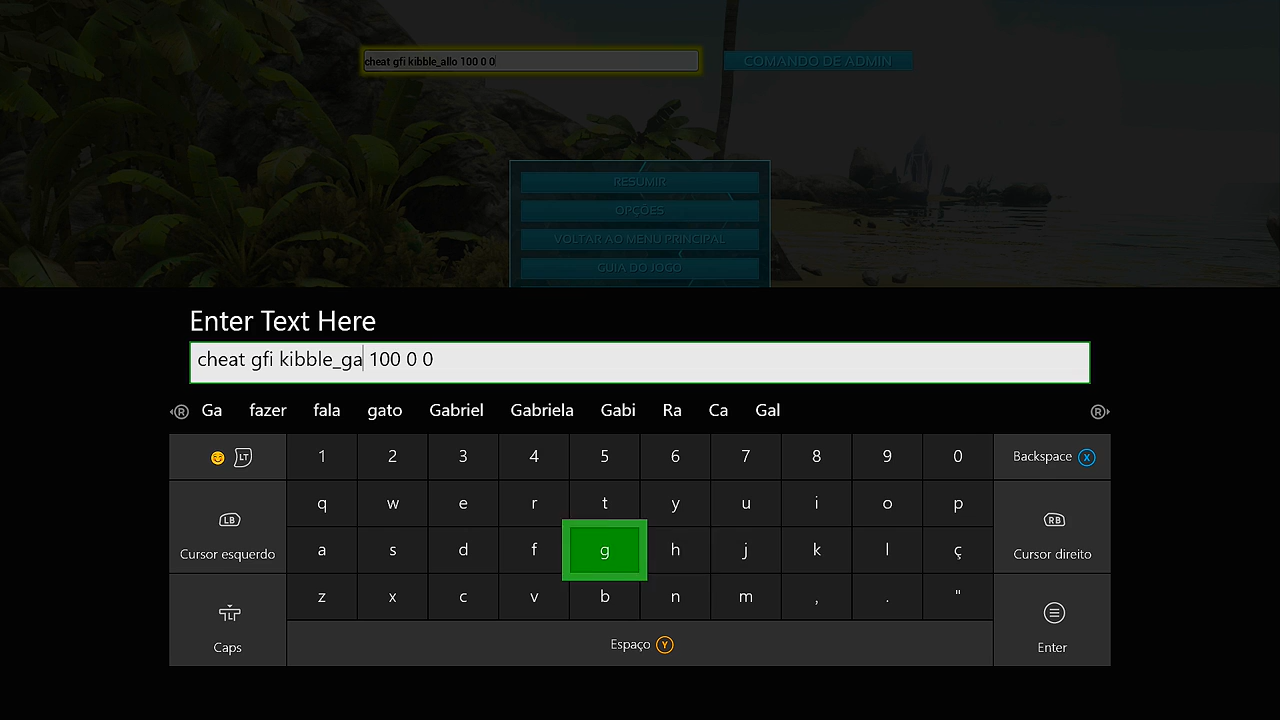 cheat gfi kibble_allo 100 0 0
COMANDO DE ADMIN
RESUMIR
OPÇÕES
VOLTAR AO MENU PRINCIPAL
GUIA DO JOGO
Enter Text Here
cheat gfi kibble_ga 100 0 0
R Ga fazer fala gato Gabriel Gabriela Gabi Ra Ca Gal R
LT 1 2 3 4 5 6 7 8 9 0 Backspace X
q w e r t y u i o p
LB Cursor esquerdo
a s d f g h j k l ç
RB Cursor direito
z x c v b n m , . "
LT Caps
Espaço Y
Enter